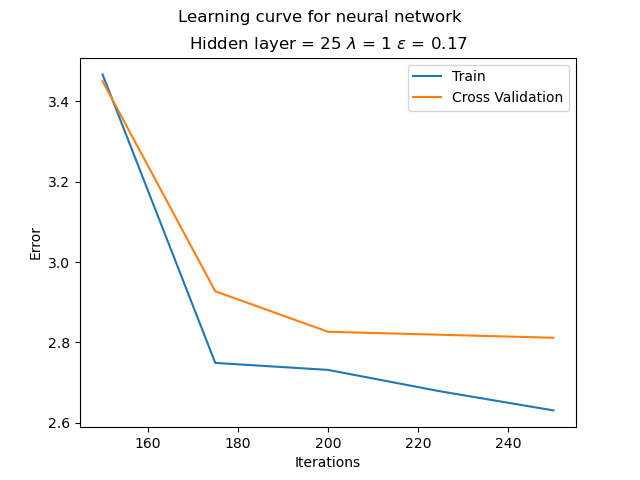 Learning curve for neural network
Hidden layer = 25 λ = 1 ε = 0.17
Train
Cross Validation
3.4
3.2
3.0
2.8
2.6
Error
160 180 200 220 240
Iterations